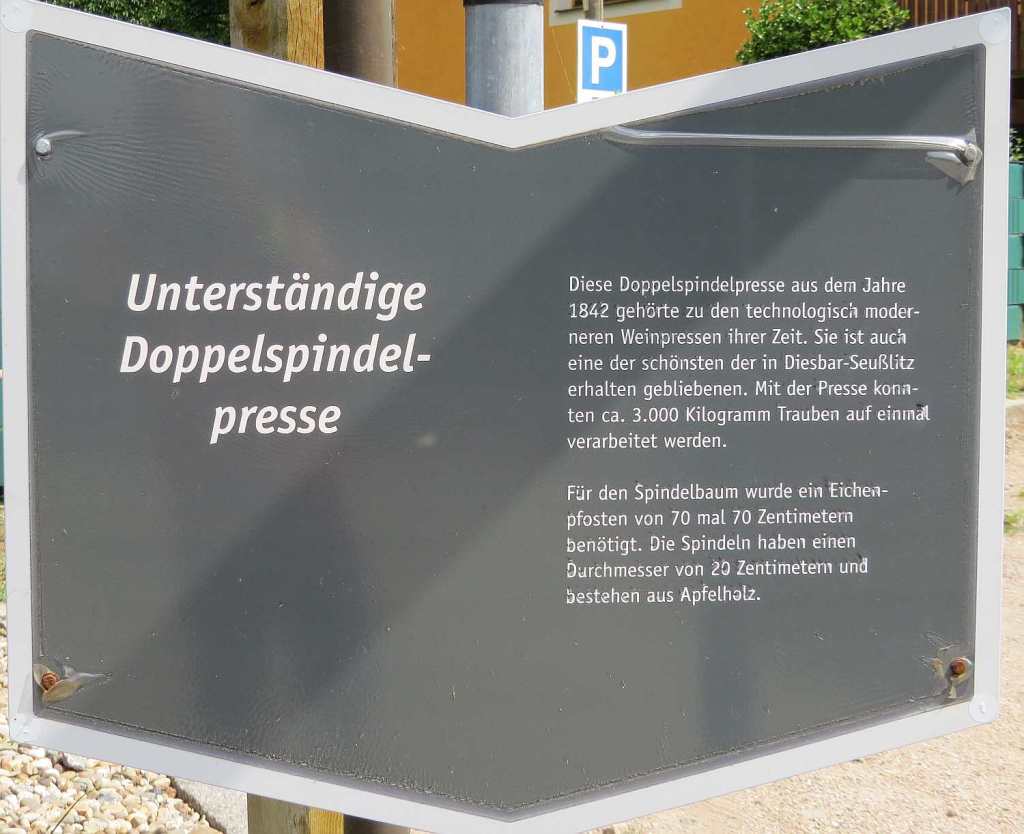 P
Unterständige
Doppelspindel-
presse
Diese Doppelspindelpresse aus dem Jahre
1842 gehörte zu den technologisch moder-
neren Weinpressen ihrer Zeit. Sie ist auch
eine der schönsten der in Diesbar-Seußlitz
erhalten gebliebenen. Mit der Presse konn-
ten ca. 3.000 Kilogramm Trauben auf einmal
verarbeitet werden.
Für den Spindelbaum wurde ein Eichen-
pfosten von 70 mal 70 Zentimetern
benötigt. Die Spindeln haben einen
Durchmesser von 20 Zentimetern und
bestehen aus Apfelholz.